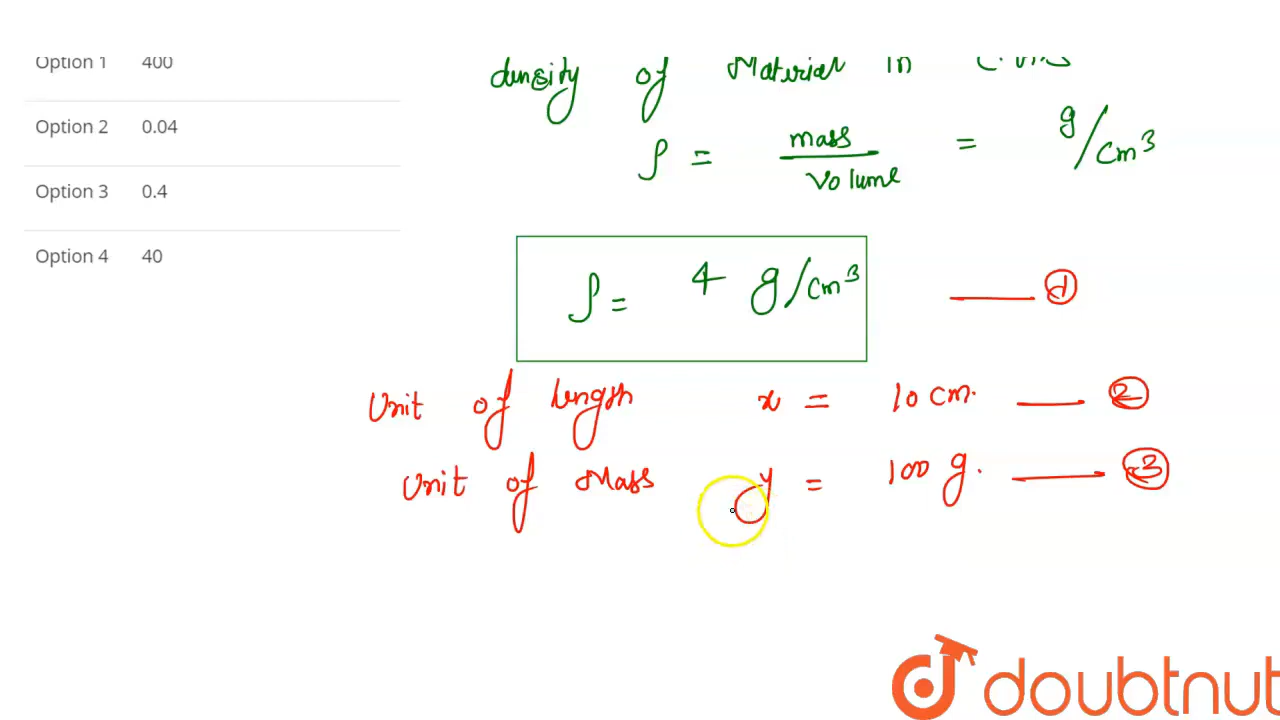 Option 1 400
Option 2 0.04
Option 3 0.4
Option 4 40
density of Material in
ρ = mass / volume = g/cm³
ρ = 4 g/cm³ —— ①
Unit of length x = 10 cm. —— ②
Unit of Mass y = 100 g. —— ③
doubtnut